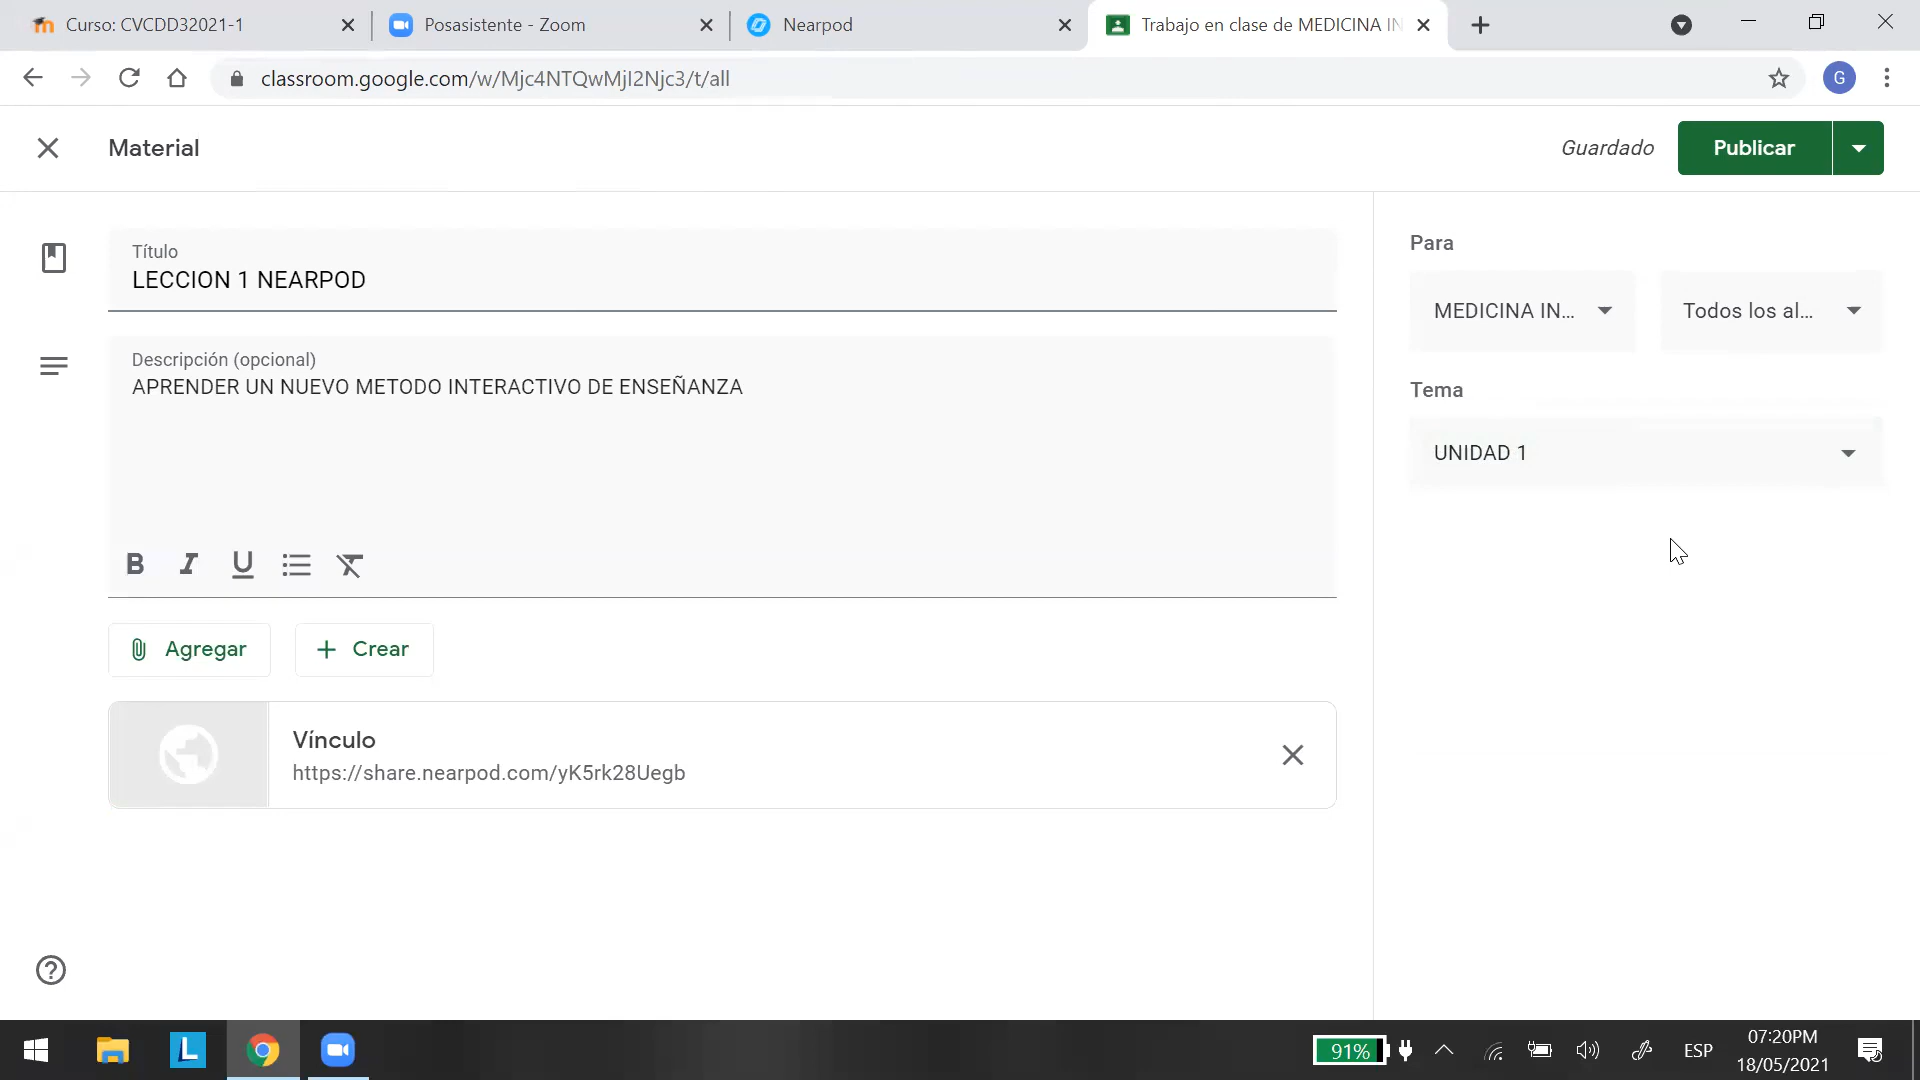 Curso: CVCDD32021-1
Posasistente - Zoom
Nearpod
Trabajo en clase de MEDICINA IN
classroom.google.com/w/Mjc4NTQwMjI2Njc3/t/all
G
Material
Guardado
Publicar
Título
LECCION 1 NEARPOD
Descripción (opcional)
APRENDER UN NUEVO METODO INTERACTIVO DE ENSEÑANZA
B I U
Agregar
Crear
Vínculo
https://share.nearpod.com/yK5rk28Uegb
Para
MEDICINA IN...
Todos los al...
Tema
UNIDAD 1
L
91%
ESP
07:20PM
18/05/2021